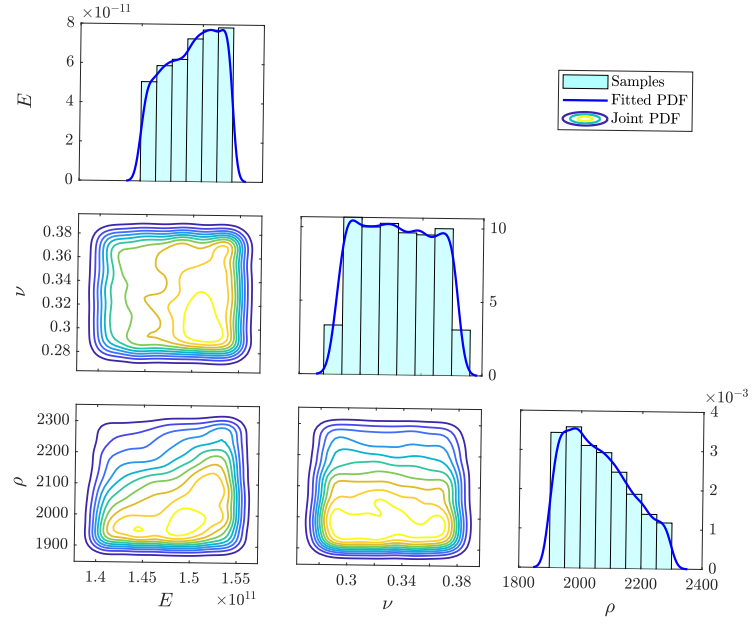 ×10⁻¹¹
8
6
4
2
0
E
Samples
Fitted PDF
Joint PDF
0.38
0.36
0.34
0.32
0.3
0.28
ν
10
5
0
2300
2200
2100
2000
1900
ρ
1.4 1.45 1.5 1.55
×10¹¹
E
0.3 0.34 0.38
ν
×10⁻³
4
3
2
1
0
1800 2000 2200 2400
ρ